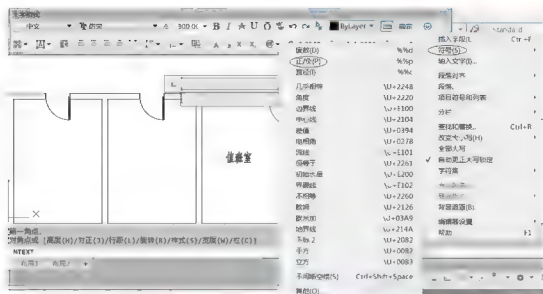 中文 仿宋 300.00 B I A U O ByLayer 确定
度数(D) %%d
正/负(P) %%p
直径(I) %%c
几乎相等 \U+2248
角度 \U+2220
边界线 \U+E100
中心线 \U+2104
差值 \U+0394
电相角 \U+0278
流线 \U+E101
恒等于 \U+2261
初始长度 \U+E200
界碑线 \U+E102
不相等 \U+2260
欧姆 \U+2126
欧米加 \U+03A9
地界线 \U+214A
下标 2 \U+2082
平方 \U+00B2
立方 \U+00B3
不间断空格(S) Ctrl+Shift+Space
其他(O)...
插入字段(L) Ctrl+F
符号(S)
输入文字(I)...
段落对齐
段落...
项目符号和列表
分栏
查找和替换... Ctrl+R
改变大小写(H)
全部大写
自动更正大写锁定
字符集
背景遮罩(B)
编辑器设置
帮助 F1
值班室
第一角点:
对角点或 [高度(H)/对正(J)/行距(L)/旋转(R)/样式(S)/宽度(W)/栏(C)]:
MTEXT
布局1 布局2 +